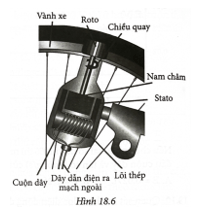 Vành xe
Roto
Chiều quay
Nam châm
Stato
Cuộn dây
Dây dẫn điện ra
mạch ngoài
Lõi thép
Hình 18.6